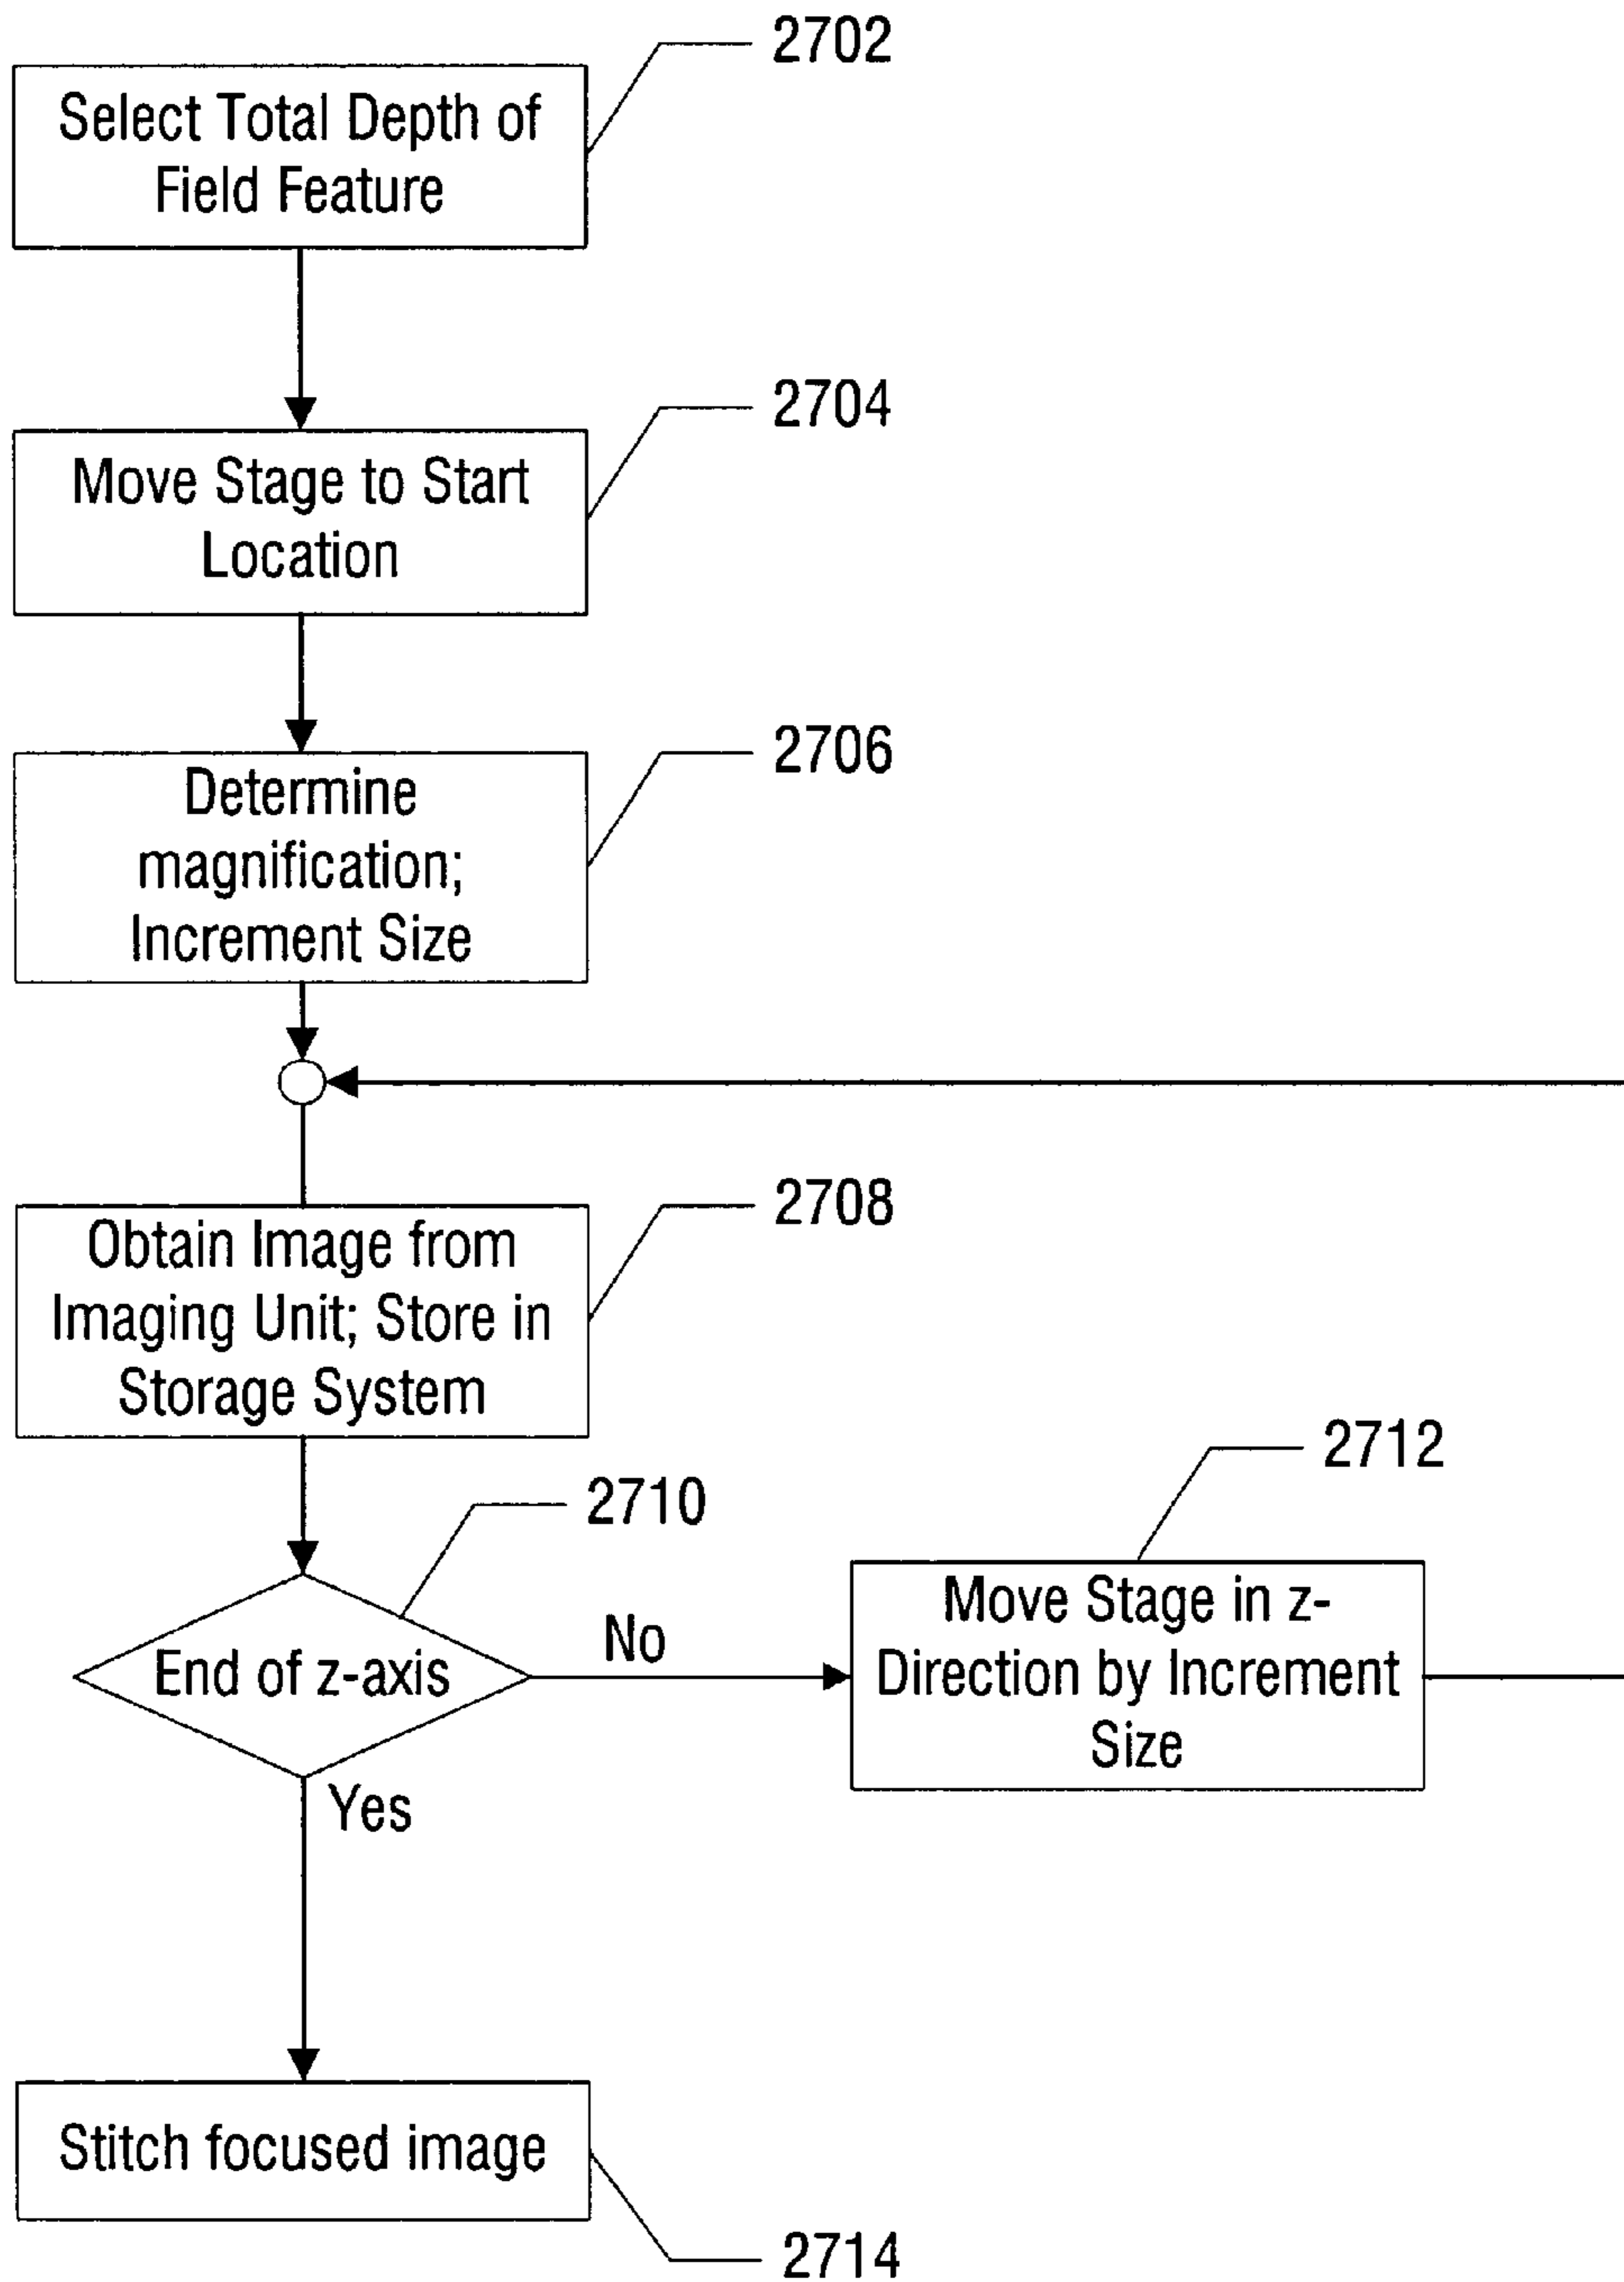 2702
Select Total Depth of
Field Feature
2704
Move Stage to Start
Location
2706
Determine
magnification;
Increment Size
2708
Obtain Image from
Imaging Unit; Store in
Storage System
2710
End of z-axis
No
2712
Move Stage in z-
Direction by Increment
Size
Yes
Stitch focused image
2714